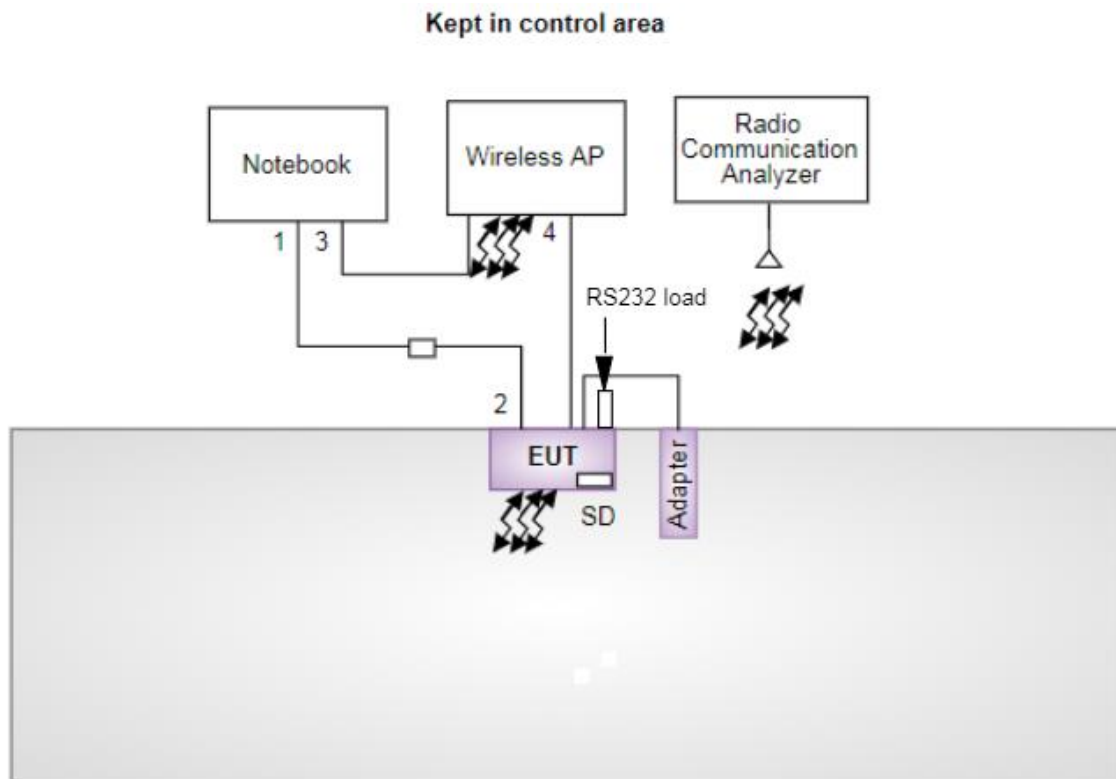 Kept in control area
Notebook
Wireless AP
Radio
Communication
Analyzer
1
3
4
RS232 load
2
EUT
SD
Adapter